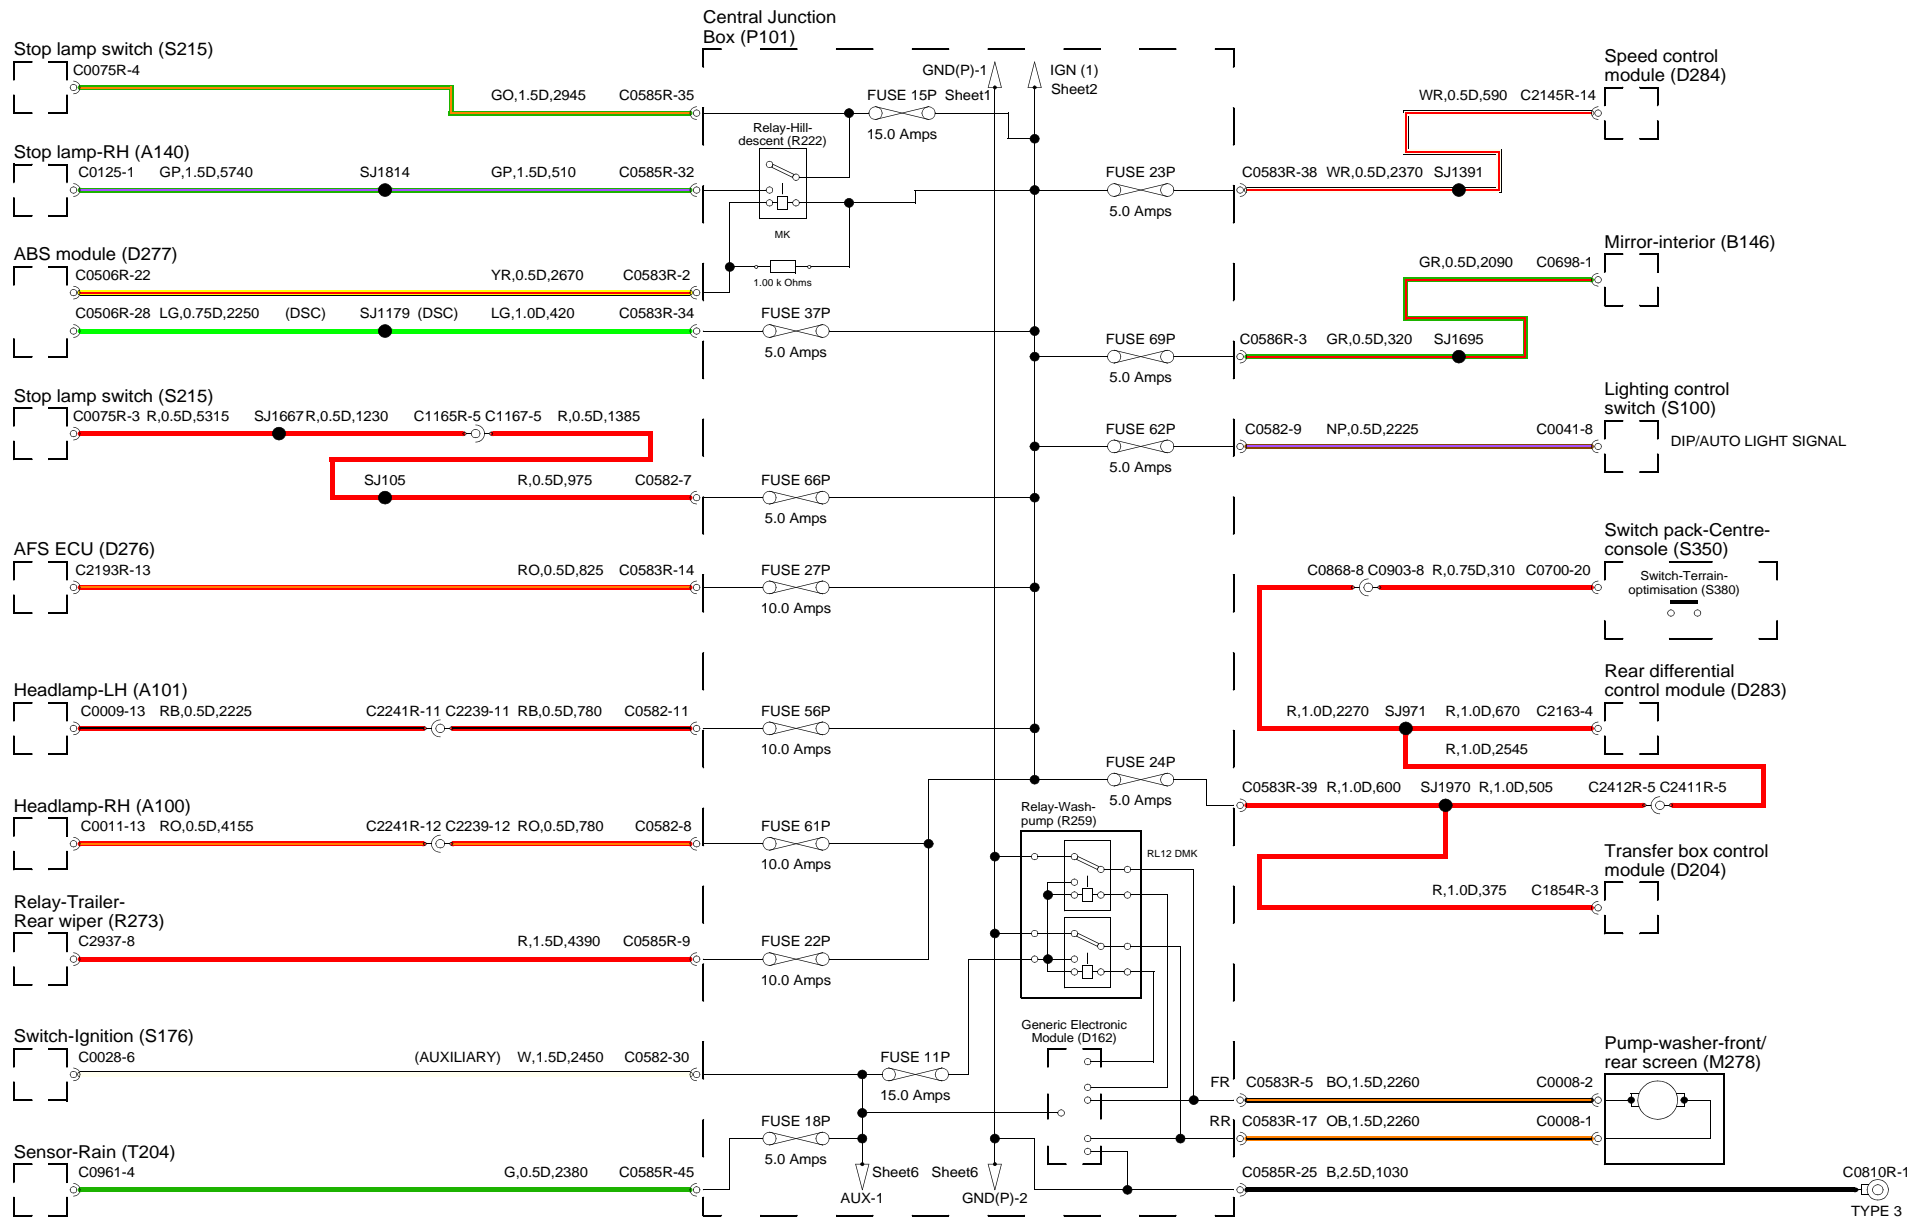 Central Junction
Box (P101)
Stop lamp switch (S215)
C0075R-4
GO,1.5D,2945 C0585R-35
Stop lamp-RH (A140)
C0125-1 GP,1.5D,5740 SJ1814 GP,1.5D,510 C0585R-32
ABS module (D277)
C0506R-22 YR,0.5D,2670 C0583R-2
C0506R-28 LG,0.75D,2250 (DSC) SJ1179 (DSC) LG,1.0D,420 C0583R-34
Stop lamp switch (S215)
C0075R-3 R,0.5D,5315 SJ1667 R,0.5D,1230 C1165R-5 C1167-5 R,0.5D,1385
SJ105 R,0.5D,975 C0582-7
AFS ECU (D276)
C2193R-13 RO,0.5D,825 C0583R-14
Headlamp-LH (A101)
C0009-13 RB,0.5D,2225 C2241R-11 C2239-11 RB,0.5D,780 C0582-11
Headlamp-RH (A100)
C0011-13 RO,0.5D,4155 C2241R-12 C2239-12 RO,0.5D,780 C0582-8
Relay-Trailer-
Rear wiper (R273)
C2937-8 R,1.5D,4390 C0585R-9
Switch-Ignition (S176)
C0028-6 (AUXILIARY) W,1.5D,2450 C0582-30
Sensor-Rain (T204)
C0961-4 G,0.5D,2380 C0585R-45
GND(P)-1 IGN (1)
Sheet1 Sheet2
FUSE 15P
15.0 Amps
Relay-Hill-
descent (R222)
MK
1.00 k Ohms
FUSE 37P
5.0 Amps
FUSE 66P
5.0 Amps
FUSE 27P
10.0 Amps
FUSE 56P
10.0 Amps
FUSE 61P
10.0 Amps
FUSE 22P
10.0 Amps
FUSE 11P
15.0 Amps
FUSE 18P
5.0 Amps
Sheet6 Sheet6
AUX-1 GND(P)-2
FUSE 23P
5.0 Amps
FUSE 69P
5.0 Amps
FUSE 62P
5.0 Amps
FUSE 24P
5.0 Amps
Relay-Wash-
pump (R259)
RL12 DMK
Generic Electronic
Module (D162)
FR
RR
Speed control
module (D284)
WR,0.5D,590 C2145R-14
C0583R-38 WR,0.5D,2370 SJ1391
Mirror-interior (B146)
GR,0.5D,2090 C0698-1
C0586R-3 GR,0.5D,320 SJ1695
Lighting control
switch (S100)
C0582-9 NP,0.5D,2225 C0041-8
DIP/AUTO LIGHT SIGNAL
Switch pack-Centre-
console (S350)
C0868-8 C0903-8 R,0.75D,310 C0700-20
Switch-Terrain-
optimisation (S380)
Rear differential
control module (D283)
R,1.0D,2270 SJ971 R,1.0D,670 C2163-4
R,1.0D,2545
C0583R-39 R,1.0D,600 SJ1970 R,1.0D,505 C2412R-5 C2411R-5
Transfer box control
module (D204)
R,1.0D,375 C1854R-3
Pump-washer-front/
rear screen (M278)
C0583R-5 BO,1.5D,2260 C0008-2
C0583R-17 OB,1.5D,2260 C0008-1
C0585R-25 B,2.5D,1030 C0810R-1
TYPE 3